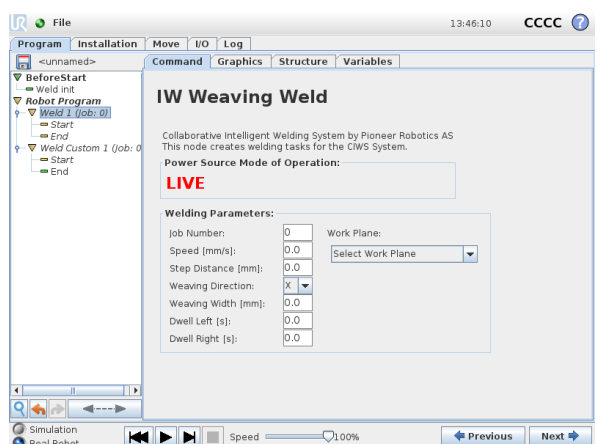 UR File 13:46:10 CCCC ?
Program Installation Move I/O Log
<unnamed>
Command Graphics Structure Variables
BeforeStart
Weld init
Robot Program
Weld 1 (Job: 0)
Start
End
Weld Custom 1 (Job: 0
Start
End
IW Weaving Weld
Collaborative Intelligent Welding System by Pioneer Robotics AS
This node creates welding tasks for the CIWS System.
Power Source Mode of Operation:
LIVE
Welding Parameters:
Job Number: 0 Work Plane:
Speed [mm/s]: 0.0 Select Work Plane
Step Distance [mm]: 0.0
Weaving Direction: X
Weaving Width [mm]: 0.0
Dwell Left [s]: 0.0
Dwell Right [s]: 0.0
Simulation
Real Robot
Speed 100%
Previous Next